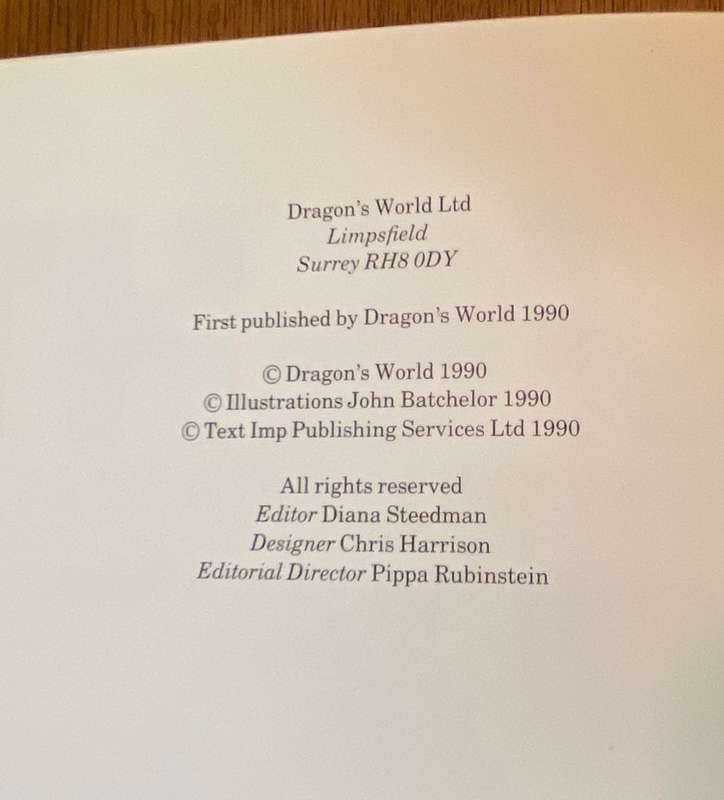 Dragon's World Ltd
Limpsfield
Surrey RH8 0DY
First published by Dragon's World 1990
© Dragon's World 1990
© Illustrations John Batchelor 1990
© Text Imp Publishing Services Ltd 1990
All rights reserved
Editor Diana Steedman
Designer Chris Harrison
Editorial Director Pippa Rubinstein